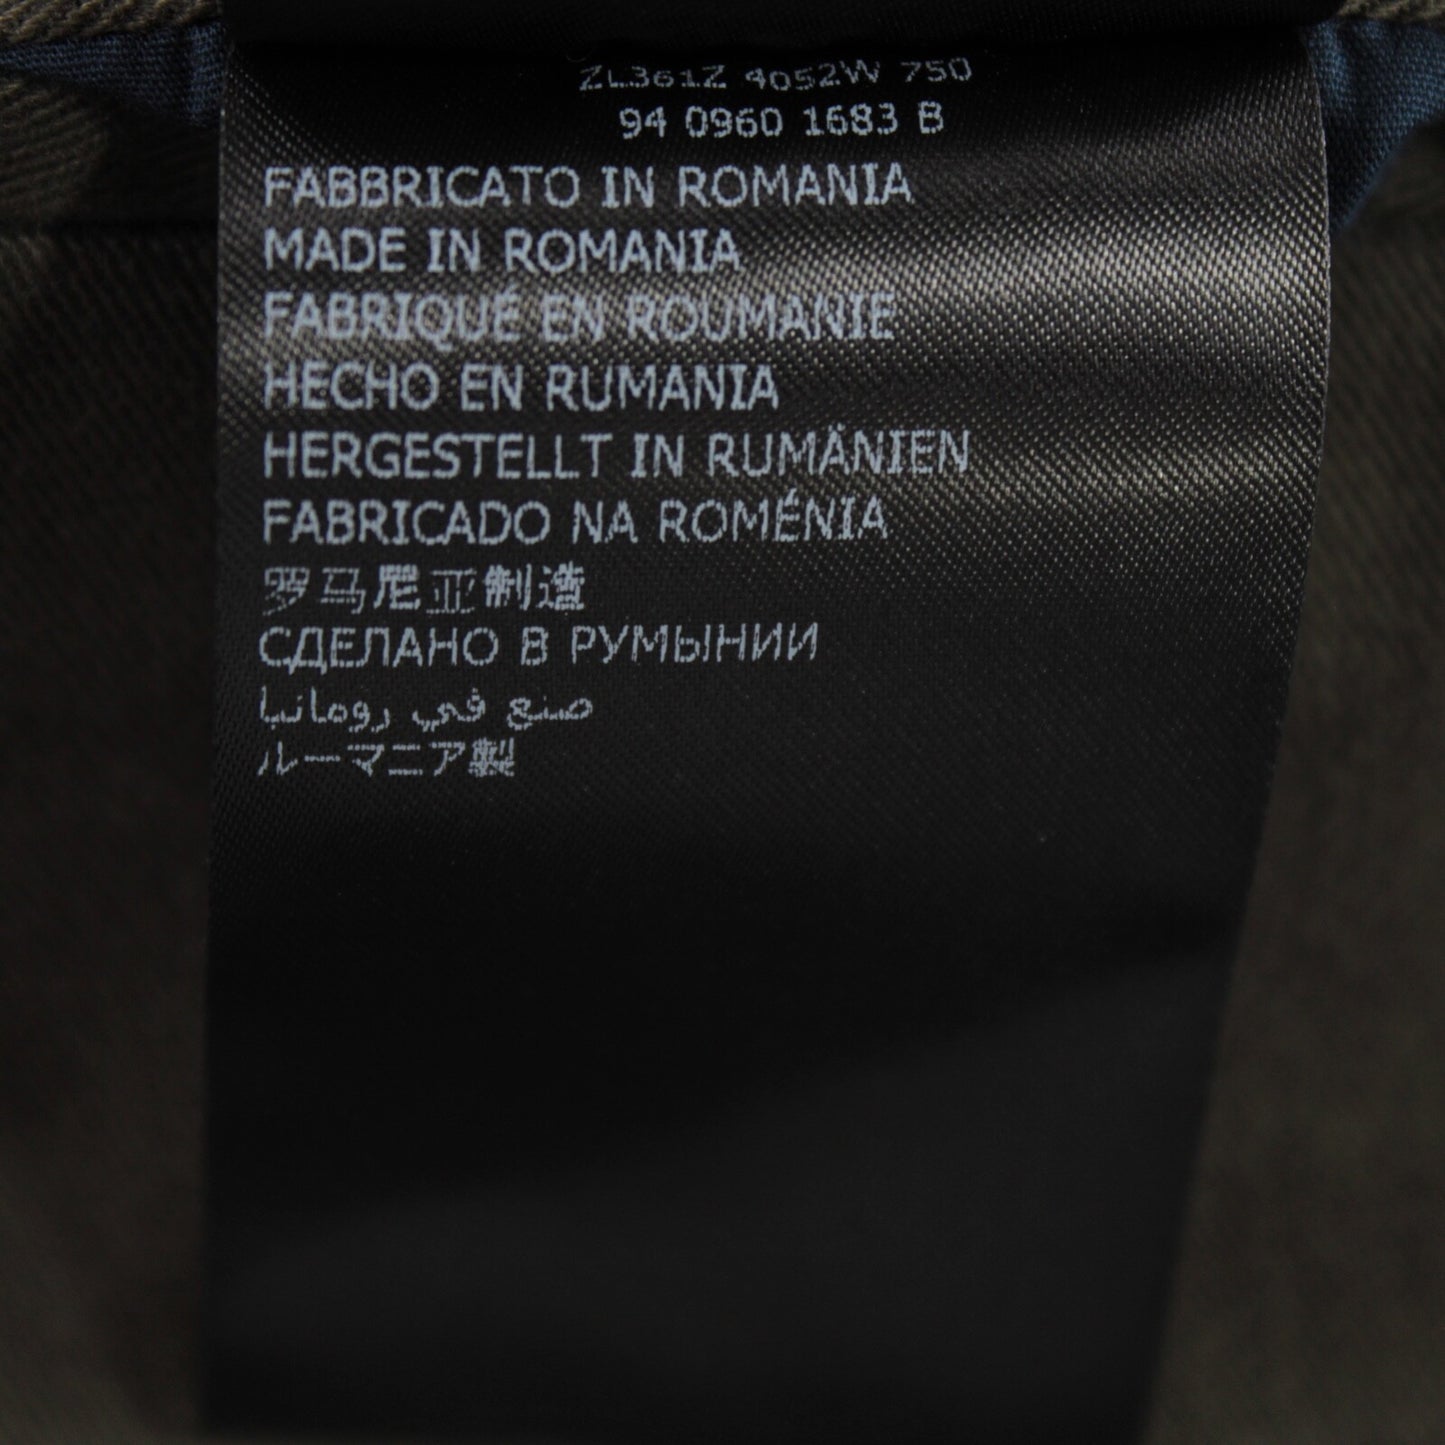 ZL361Z 4052W 750
94 0960 1683 B
FABBRICATO IN ROMANIA
MADE IN ROMANIA
FABRIQUÉ EN ROUMANIE
HECHO EN RUMANIA
HERGESTELLT IN RUMÄNIEN
FABRICADO NA ROMÉNIA
罗马尼亚制造
СДЕЛАНО В РУМЫНИИ
صنع في رومانيا
ルーマニア製